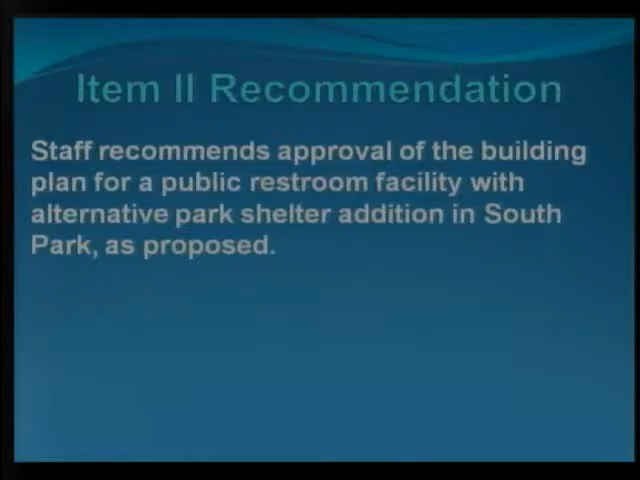 Item II Recommendation
Staff recommends approval of the building
plan for a public restroom facility with
alternative park shelter addition in South
Park, as proposed.